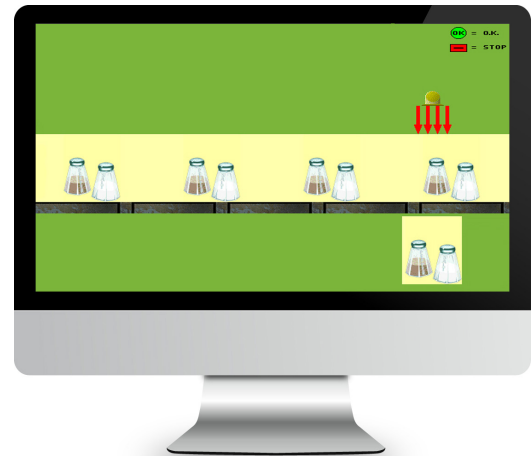 OK = O.K.
= STOP